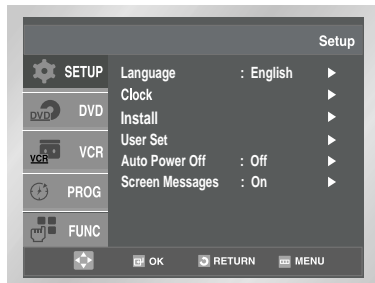 Setup
SETUP
DVD
DVD
VCR
VCR
PROG
FUNC
Language : English ►
Clock ►
Install ►
User Set ►
Auto Power Off : Off ►
Screen Messages : On ►
OK RETURN MENU